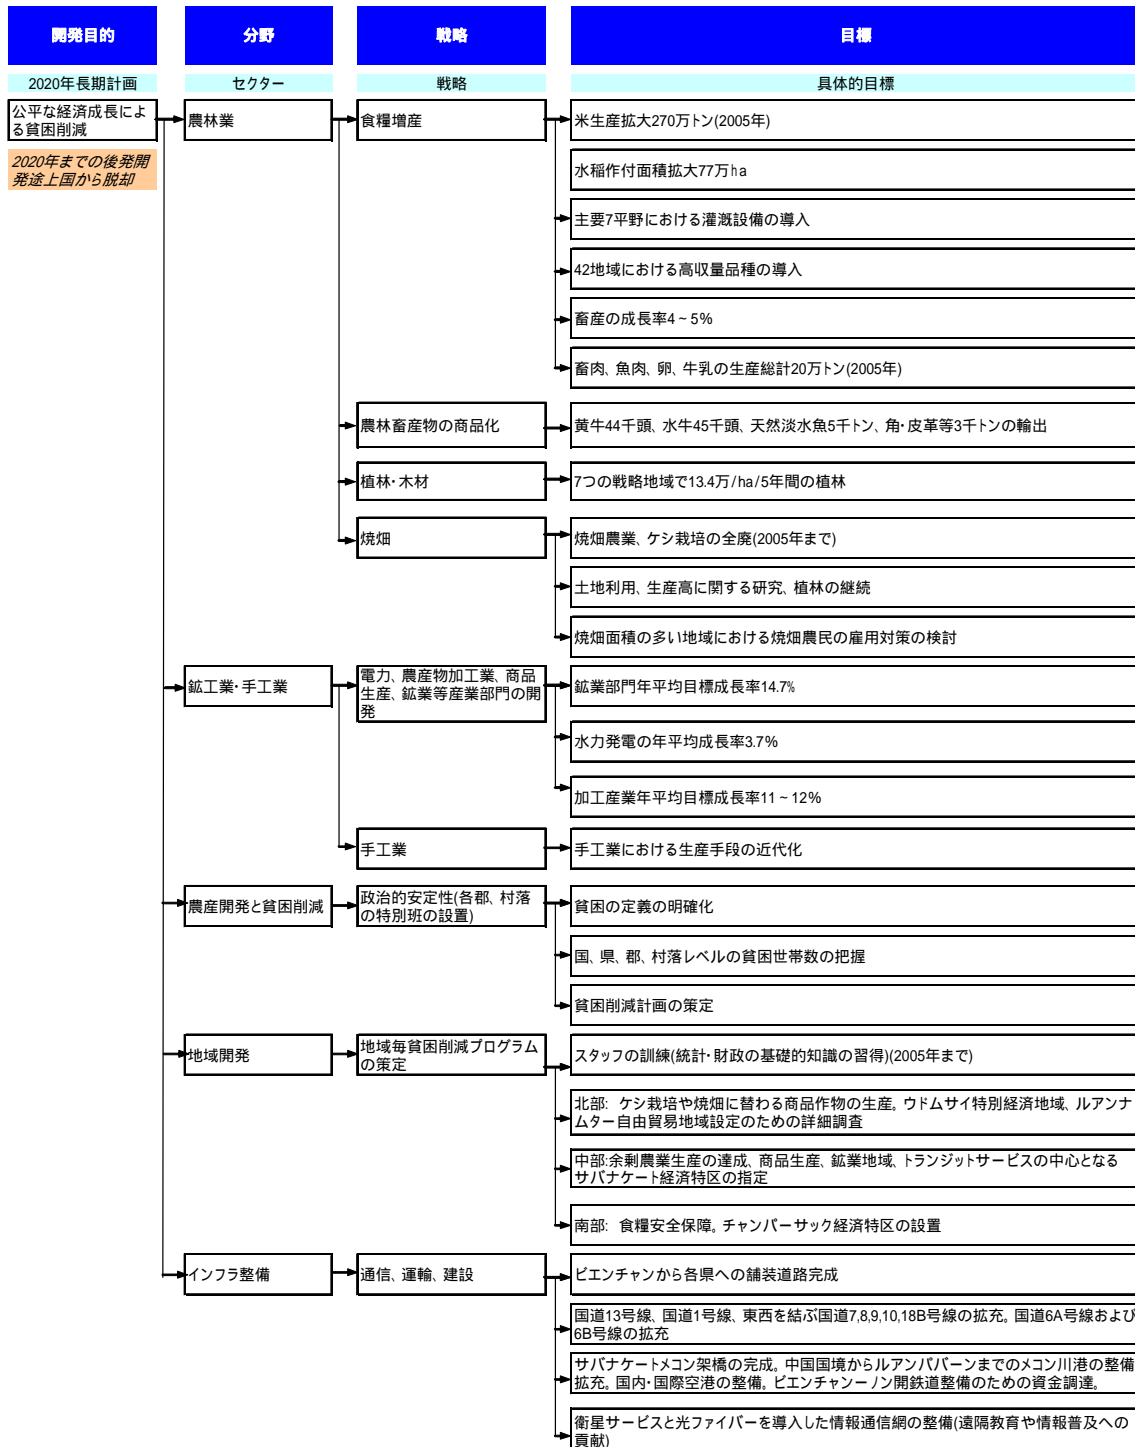 開発目的
分野
戦略
目標
2020年長期計画
セクター
戦略
具体的目標
公平な経済成長によ
る貧困削減
農林業
食糧増産
米生産拡大270万トン(2005年)
2020年までの後発開
発途上国から脱却
水稲作付面積拡大77万ha
主要7平野における灌漑設備の導入
42地域における高収量品種の導入
畜産の成長率4~5%
畜肉、魚肉、卵、牛乳の生産総計20万トン(2005年)
農林畜産物の商品化
黄牛44千頭、水牛45千頭、天然淡水魚5千トン、角・皮革等3千トンの輸出
植林・木材
7つの戦略地域で13.4万/ha/5年間の植林
焼畑
焼畑農業、ケシ栽培の全廃(2005年まで)
土地利用、生産高に関する研究、植林の継続
焼畑面積の多い地域における焼畑農民の雇用対策の検討
鉱工業・手工業
電力、農産物加工業、商品
生産、鉱業等産業部門の開
発
鉱業部門年平均目標成長率14.7%
水力発電の年平均成長率3.7%
加工産業年平均目標成長率11~12%
手工業
手工業における生産手段の近代化
農産開発と貧困削減
政治的安定性(各郡、村落
の特別班の設置)
貧困の定義の明確化
国、県、郡、村落レベルの貧困世帯数の把握
貧困削減計画の策定
地域開発
地域毎貧困削減プログラム
の策定
スタッフの訓練(統計・財政の基礎的知識の習得)(2005年まで)
北部: ケシ栽培や焼畑に替わる商品作物の生産。ウドムサイ特別経済地域、ルアンナ
ムター自由貿易地域設定のための詳細調査
中部:余剰農業生産の達成、商品生産、鉱業地域、トランジットサービスの中心となる
サバナケート経済特区の指定
南部: 食糧安全保障。チャンパーサック経済特区の設置
インフラ整備
通信、運輸、建設
ビエンチャンから各県への舗装道路完成
国道13号線、国道1号線、東西を結ぶ国道7,8,9,10,18B号線の拡充。国道6A号線および
6B号線の拡充
サバナケートメコン架橋の完成。中国国境からルアンパバーンまでのメコン川港の整備
拡充。国内・国際空港の整備。ビエンチャンーノン開鉄道整備のための資金調達。
衛星サービスと光ファイバーを導入した情報通信網の整備(遠隔教育や情報普及への
貢献)